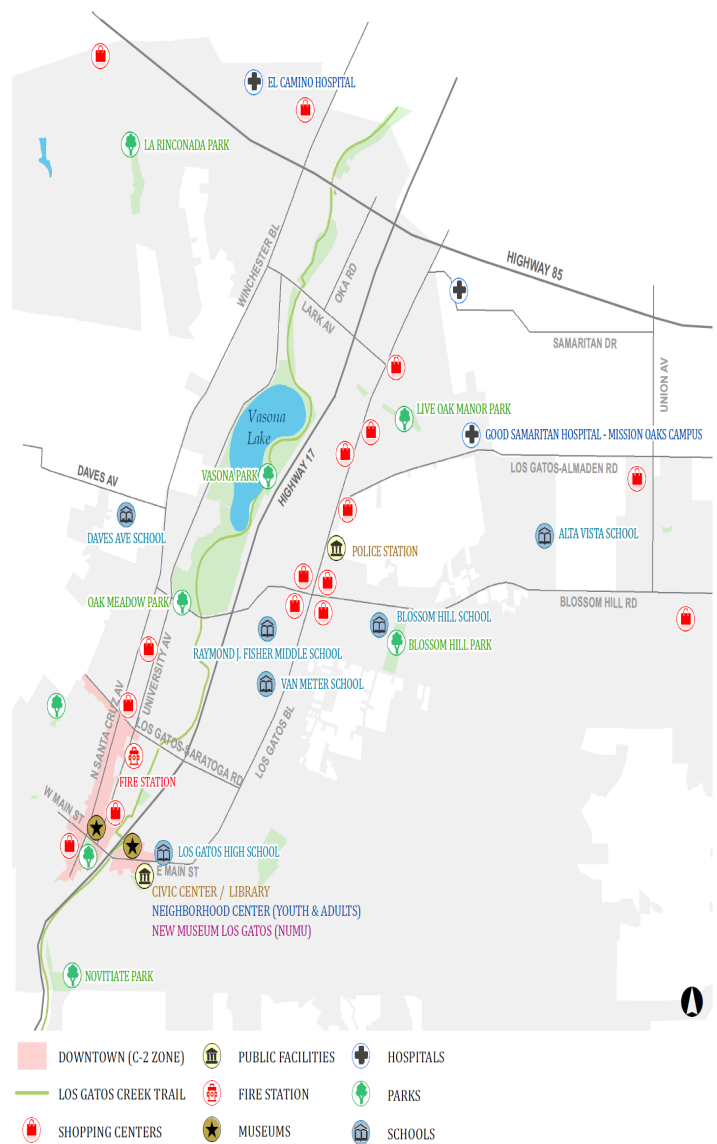 EL CAMINO HOSPITAL
LA RINCONADA PARK
WINCHESTER BL
HIGHWAY 85
OKA RD
LARK AV
SAMARITAN DR
UNION AV
LIVE OAK MANOR PARK
Vasona
Lake
GOOD SAMARITAN HOSPITAL - MISSION OAKS CAMPUS
LOS GATOS-ALMADEN RD
DAVES AV
VASONA PARK
HIGHWAY 17
DAVES AVE SCHOOL
ALTA VISTA SCHOOL
POLICE STATION
OAK MEADOW PARK
BLOSSOM HILL RD
BLOSSOM HILL SCHOOL
BLOSSOM HILL PARK
RAYMOND J. FISHER MIDDLE SCHOOL
UNIVERSITY AV
VAN METER SCHOOL
N SANTA CRUZ AV
LOS GATOS-SARATOGA RD
LOS GATOS BL
FIRE STATION
W MAIN ST
LOS GATOS HIGH SCHOOL
E MAIN ST
CIVIC CENTER / LIBRARY
NEIGHBORHOOD CENTER (YOUTH & ADULTS)
NEW MUSEUM LOS GATOS (NUMU)
NOVITIATE PARK
DOWNTOWN (C-2 ZONE)
PUBLIC FACILITIES
HOSPITALS
LOS GATOS CREEK TRAIL
FIRE STATION
PARKS
SHOPPING CENTERS
MUSEUMS
SCHOOLS